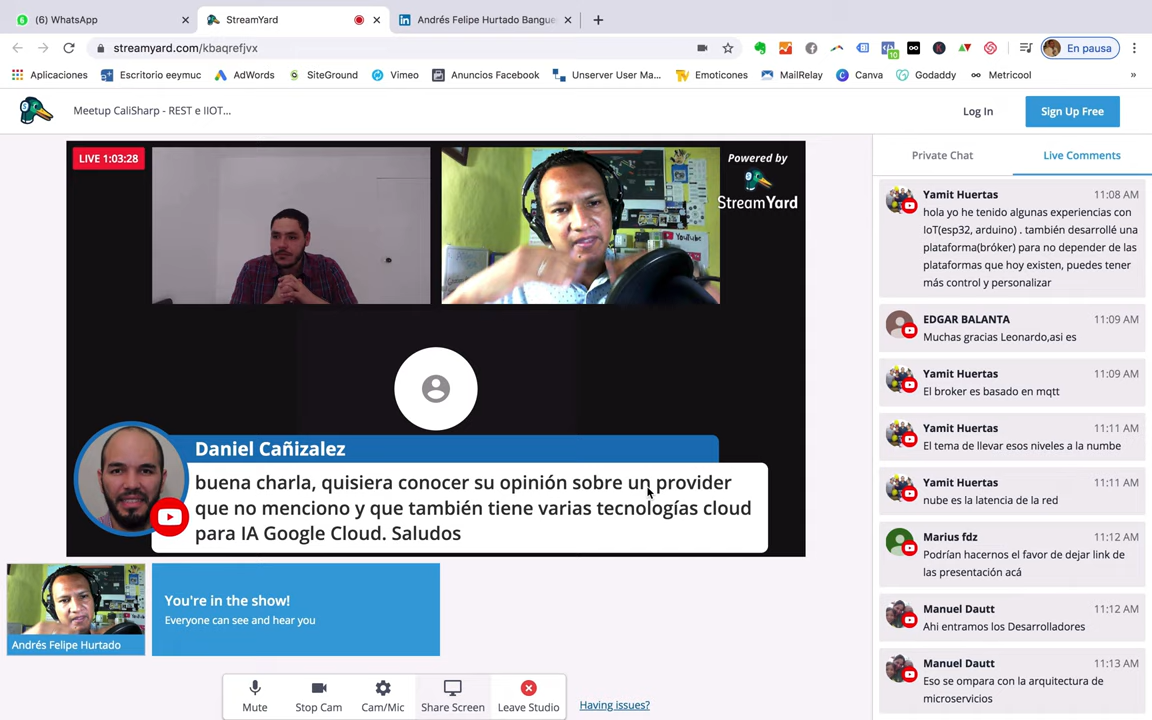 (6) WhatsApp
StreamYard
Andrés Felipe Hurtado Bangue
streamyard.com/kbaqrefjvx
10
En pausa
Aplicaciones
Escritorio eeymuc
AdWords
SiteGround
Vimeo
Anuncios Facebook
Unserver User Ma...
Emoticones
MailRelay
Canva
Godaddy
Metricool
»
Meetup CaliSharp - REST e IIOT...
Log In
Sign Up Free
LIVE 1:03:28
Powered by
StreamYard
YouTube
Daniel Cañizalez
buena charla, quisiera conocer su opinión sobre un provider
que no menciono y que también tiene varias tecnologías cloud
para IA Google Cloud. Saludos
Andrés Felipe Hurtado
You're in the show!
Everyone can see and hear you
Mute
Stop Cam
Cam/Mic
Share Screen
Leave Studio
Having issues?
Private Chat
Live Comments
Yamit Huertas 11:08 AM
hola yo he tenido algunas experiencias con
IoT(esp32, arduino) . también desarrollé una
plataforma(bróker) para no depender de las
plataformas que hoy existen, puedes tener
más control y personalizar
EDGAR BALANTA 11:09 AM
Muchas gracias Leonardo,asi es
Yamit Huertas 11:09 AM
El broker es basado en mqtt
Yamit Huertas 11:11 AM
El tema de llevar esos niveles a la numbe
Yamit Huertas 11:11 AM
nube es la latencia de la red
Marius fdz 11:12 AM
Podrían hacernos el favor de dejar link de
las presentación acá
Manuel Dautt 11:12 AM
Ahi entramos los Desarrolladores
Manuel Dautt 11:13 AM
Eso se ompara con la arquitectura de
microservicios